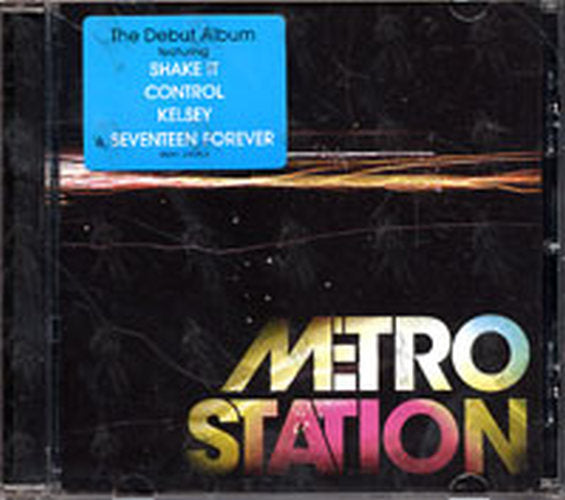 The Debut Album
featuring
SHAKE IT
CONTROL
KELSEY
& SEVENTEEN FOREVER
METRO
STATION